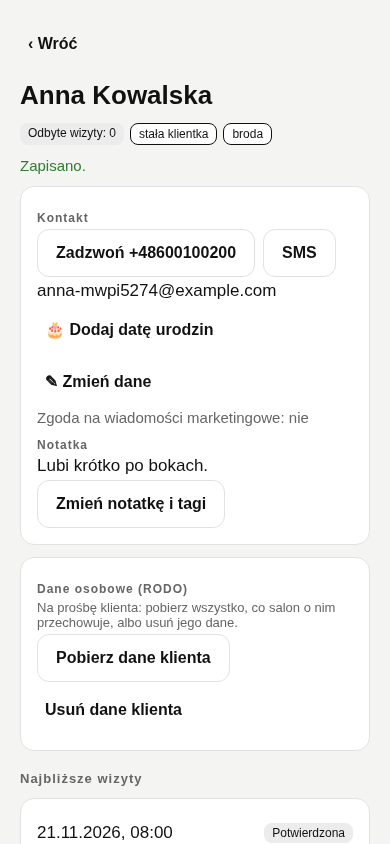 ‹ Wróć
Anna Kowalska
Odbyte wizyty: 0 stała klientka broda
Zapisano.
Kontakt
Zadzwoń +48600100200 SMS
anna-mwpi5274@example.com
🎂 Dodaj datę urodzin
✎ Zmień dane
Zgoda na wiadomości marketingowe: nie
Notatka
Lubi krótko po bokach.
Zmień notatkę i tagi
Dane osobowe (RODO)
Na prośbę klienta: pobierz wszystko, co salon o nim
przechowuje, albo usuń jego dane.
Pobierz dane klienta
Usuń dane klienta
Najbliższe wizyty
21.11.2026, 08:00 Potwierdzona